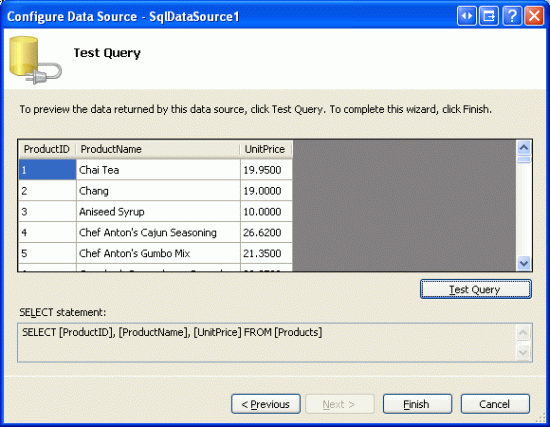 Configure Data Source - SqlDataSource1
Test Query
To preview the data returned by this data source, click Test Query. To complete this wizard, click Finish.
ProductID ProductName UnitPrice
1 Chai Tea 19.9500
2 Chang 19.0000
3 Aniseed Syrup 10.0000
4 Chef Anton's Cajun Seasoning 26.6200
5 Chef Anton's Gumbo Mix 21.3500
Test Query
SELECT statement:
SELECT [ProductID], [ProductName], [UnitPrice] FROM [Products]
< Previous Next > Finish Cancel